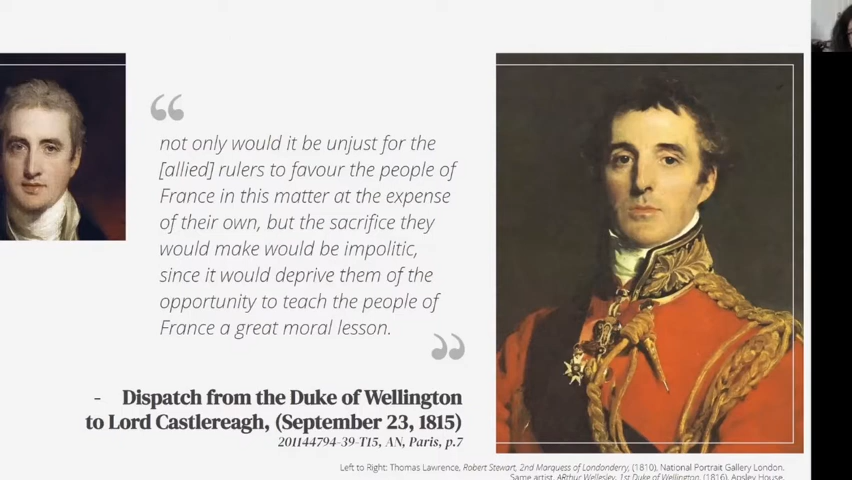 “
not only would it be unjust for the
[allied] rulers to favour the people of
France in this matter at the expense
of their own, but the sacrifice they
would make would be impolitic,
since it would deprive them of the
opportunity to teach the people of
France a great moral lesson.
”
- Dispatch from the Duke of Wellington
to Lord Castlereagh, (September 23, 1815)
201144794-39-T15, AN, Paris, p.7
Left to Right: Thomas Lawrence, Robert Stewart, 2nd Marquess of Londonderry, (1810), National Portrait Gallery London.
Same artist, ARthur Wellesley, 1st Duke of Wellington, (1816), Apsley House.